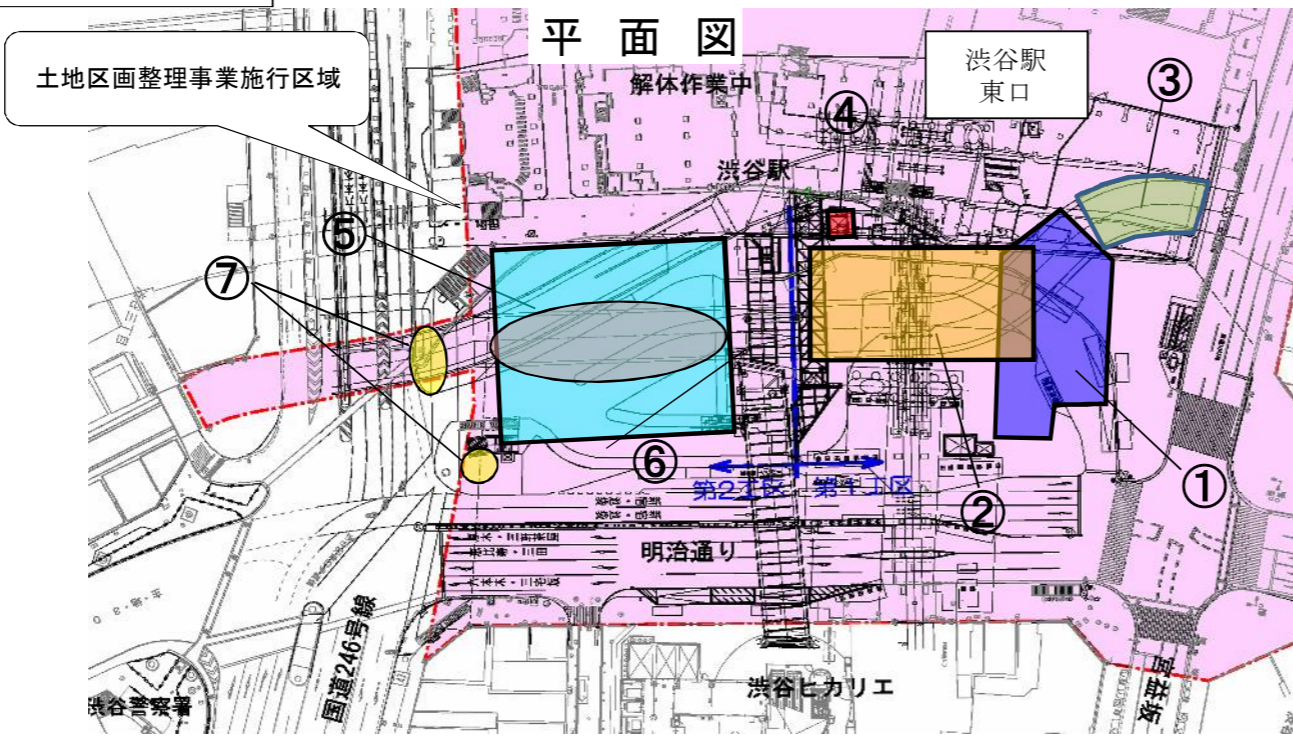 平面図
土地区画整理事業施行区域
解体作業中
渋谷駅
東口
③
④
渋谷駅
⑤
⑦
⑥
第2工区 第1工区
②
①
明治通り
国道246号線
渋谷ヒカリエ
宮益坂
渋谷警察署